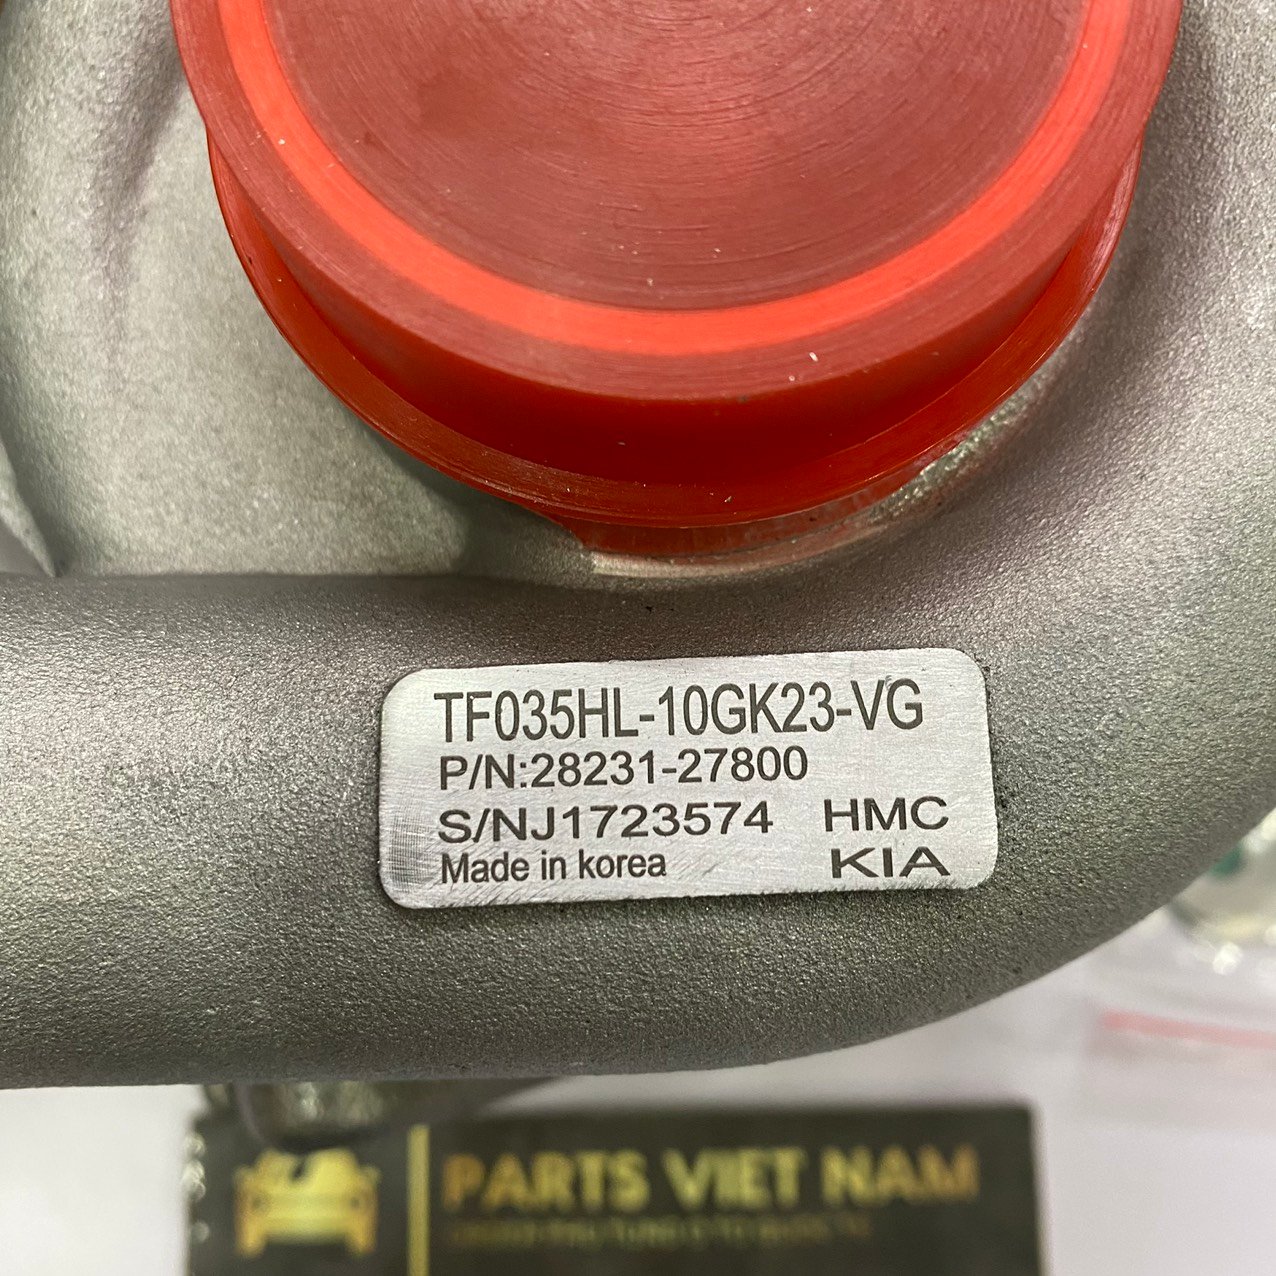 TF035HL-10GK23-VG
P/N:28231-27800
S/NJ1723574 HMC
Made in korea KIA
PARTS VIET NAM